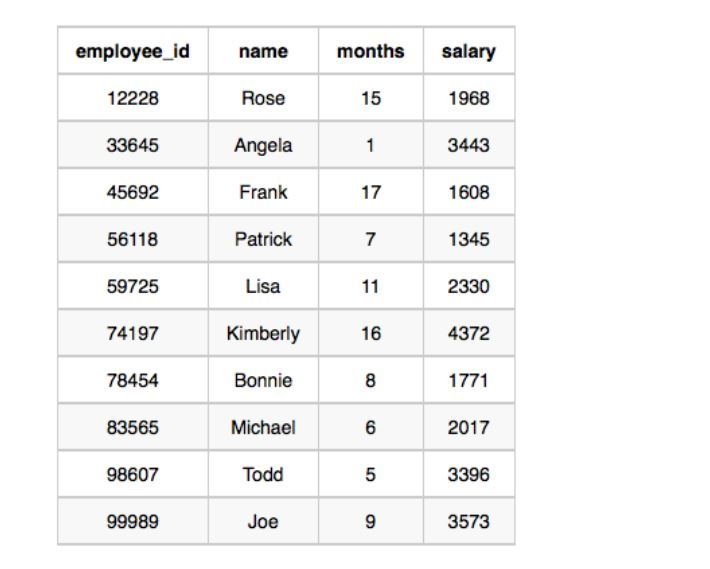 employee_id name months salary
12228 Rose 15 1968
33645 Angela 1 3443
45692 Frank 17 1608
56118 Patrick 7 1345
59725 Lisa 11 2330
74197 Kimberly 16 4372
78454 Bonnie 8 1771
83565 Michael 6 2017
98607 Todd 5 3396
99989 Joe 9 3573